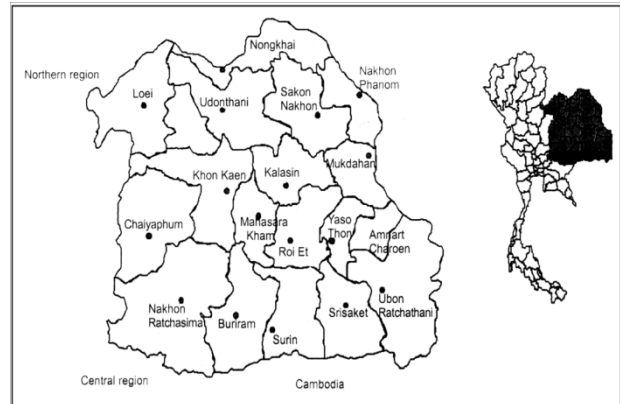 Nongkhai
Northern region
Nakhon
Phanom
Loei
Udonthani
Sakon
Nakhon
Mukdahan
Khon Kaen
Kalasin
Chaiyaphum
Mahasara
Kham
Roi Et
Yaso
Thon
Amnart
Charoen
Nakhon
Ratchasima
Buriram
Surin
Srisaket
Ubon
Ratchathani
Central region
Cambodia